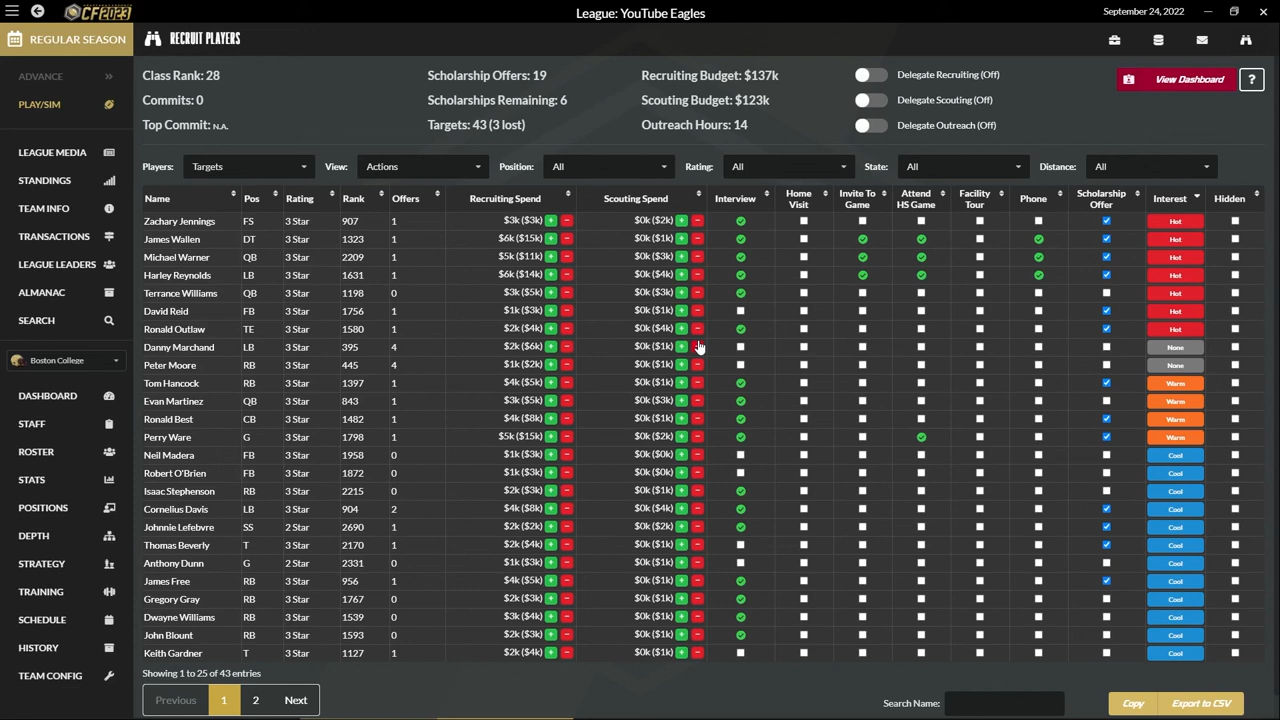 CF2023
League: YouTube Eagles
September 24, 2022
REGULAR SEASON
RECRUIT PLAYERS
ADVANCE
PLAY/SIM
LEAGUE MEDIA
STANDINGS
TEAM INFO
TRANSACTIONS
LEAGUE LEADERS
ALMANAC
SEARCH
Boston College
DASHBOARD
STAFF
ROSTER
STATS
POSITIONS
DEPTH
STRATEGY
TRAINING
SCHEDULE
HISTORY
TEAM CONFIG
Class Rank: 28
Commits: 0
Top Commit: N.A.
Scholarship Offers: 19
Scholarships Remaining: 6
Targets: 43 (3 lost)
Recruiting Budget: $137k
Scouting Budget: $123k
Outreach Hours: 14
Delegate Recruiting (Off)
Delegate Scouting (Off)
Delegate Outreach (Off)
View Dashboard
?
Players: Targets View: Actions Position: All Rating: All State: All Distance: All
Name Pos Rating Rank Offers Recruiting Spend Scouting Spend Interview Home Visit Invite To Game Attend HS Game Facility Tour Phone Scholarship Offer Interest Hidden
Zachary Jennings FS 3 Star 907 1 $3k ($3k) + − $0k ($2k) + − Hot
James Wallen DT 3 Star 1323 1 $6k ($15k) + − $0k ($1k) + − Hot
Michael Warner QB 3 Star 2209 1 $5k ($11k) + − $0k ($3k) + − Hot
Harley Reynolds LB 3 Star 1631 1 $6k ($14k) + − $0k ($4k) + − Hot
Terrance Williams QB 3 Star 1198 0 $3k ($5k) + − $0k ($3k) + − Hot
David Reid FB 3 Star 1756 1 $1k ($3k) + − $0k ($1k) + − Hot
Ronald Outlaw TE 3 Star 1580 1 $2k ($4k) + − $0k ($4k) + − Hot
Danny Marchand LB 3 Star 395 4 $2k ($6k) + − $0k ($1k) + None
Peter Moore RB 3 Star 445 4 $1k ($2k) + − $0k ($1k) + − None
Tom Hancock RB 3 Star 1397 1 $4k ($5k) + − $0k ($1k) + − Warm
Evan Martinez QB 3 Star 843 1 $3k ($5k) + − $0k ($3k) + − Warm
Ronald Best CB 3 Star 1482 1 $4k ($8k) + − $0k ($1k) + − Warm
Perry Ware G 3 Star 1798 1 $5k ($15k) + − $0k ($2k) + − Warm
Neil Madera FB 3 Star 1958 0 $1k ($3k) + − $0k ($0k) + − Cool
Robert O'Brien FB 3 Star 1872 0 $1k ($3k) + − $0k ($1k) + − Cool
Isaac Stephenson RB 3 Star 2215 0 $2k ($3k) + − $0k ($1k) + − Cool
Cornelius Davis LB 3 Star 904 2 $4k ($8k) + − $0k ($4k) + − Cool
Johnnie Lefebvre SS 2 Star 2690 1 $2k ($2k) + − $0k ($2k) + − Cool
Thomas Beverly T 3 Star 2170 1 $2k ($4k) + − $0k ($1k) + − Cool
Anthony Dunn G 2 Star 2331 0 $1k ($3k) + − $0k ($1k) + − Cool
James Free RB 3 Star 956 1 $4k ($5k) + − $0k ($1k) + − Cool
Gregory Gray RB 3 Star 1767 0 $2k ($3k) + − $0k ($1k) + − Cool
Dwayne Williams RB 3 Star 1539 0 $3k ($4k) + − $0k ($1k) + − Cool
John Blount RB 3 Star 1593 0 $2k ($3k) + − $0k ($1k) + − Cool
Keith Gardner T 3 Star 1127 1 $2k ($4k) + − $0k ($1k) + − Cool
Showing 1 to 25 of 43 entries
Previous 1 2 Next
Search Name:
Copy Export to CSV